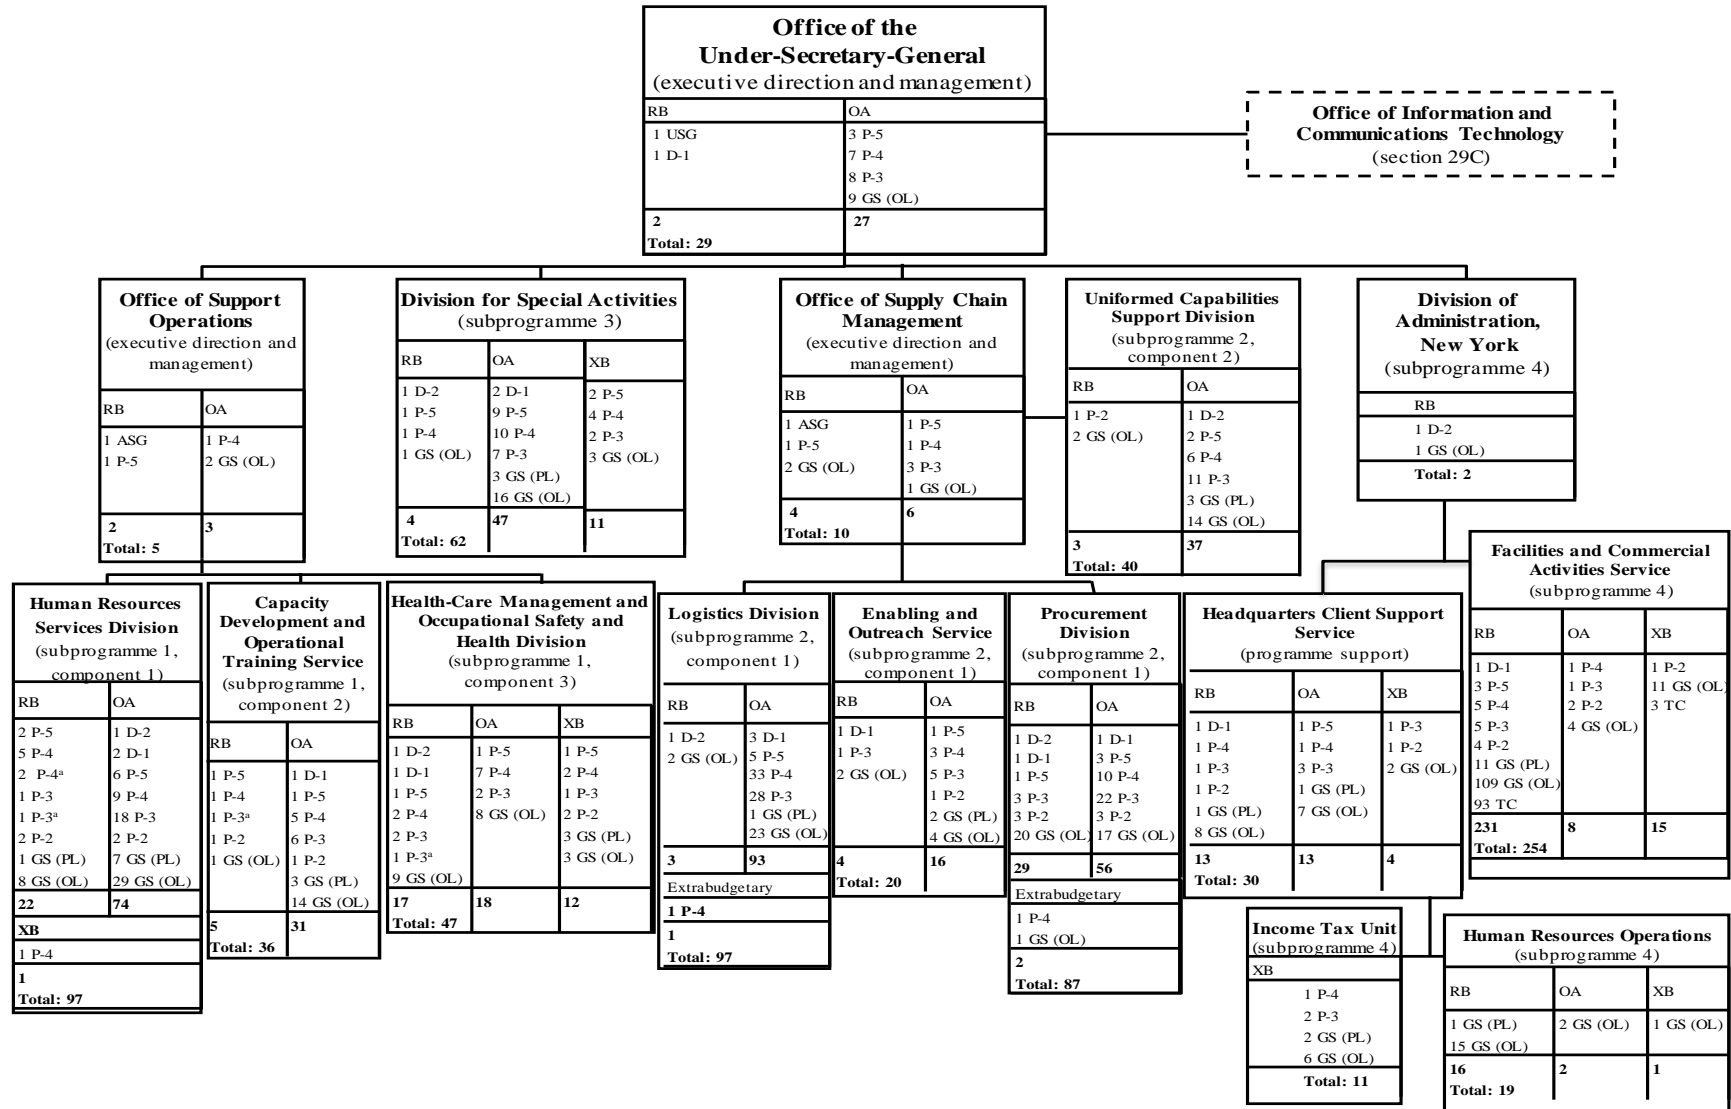 Office of the
Under-Secretary-General
(executive direction and management)
RB
OA
1 USG
1 D-1
3 P-5
7 P-4
8 P-3
9 GS (OL)
2
27
Total: 29
Office of Information and
Communications Technology
(section 29C)
Office of Support
Operations
(executive direction and
management)
RB
OA
1 ASG
1 P-5
1 P-4
2 GS (OL)
2
3
Total: 5
Division for Special Activities
(subprogramme 3)
RB
OA
XB
1 D-2
1 P-5
1 P-4
1 GS (OL)
2 D-1
9 P-5
10 P-4
7 P-3
3 GS (PL)
16 GS (OL)
2 P-5
4 P-4
2 P-3
3 GS (OL)
4
47
11
Total: 62
Office of Supply Chain
Management
(executive direction and
management)
RB
OA
1 ASG
1 P-5
2 GS (OL)
1 P-5
1 P-4
3 P-3
1 GS (OL)
4
6
Total: 10
Uniformed Capabilities
Support Division
(subprogramme 2,
component 2)
RB
OA
1 P-2
2 GS (OL)
1 D-2
2 P-5
6 P-4
11 P-3
3 GS (PL)
14 GS (OL)
3
37
Total: 40
Division of
Administration,
New York
(subprogramme 4)
RB
1 D-2
1 GS (OL)
Total: 2
Human Resources
Services Division
(subprogramme 1,
component 1)
RB
OA
2 P-5
5 P-4
2 P-4ᵃ
1 P-3
1 P-3ᵃ
2 P-2
1 GS (PL)
8 GS (OL)
1 D-2
2 D-1
6 P-5
9 P-4
18 P-3
2 P-2
7 GS (PL)
29 GS (OL)
22
74
XB
1 P-4
1
Total: 97
Capacity
Development and
Operational
Training Service
(subprogramme 1,
component 2)
RB
OA
1 P-5
1 P-4
1 P-3ᵃ
1 P-2
1 GS (OL)
1 D-1
1 P-5
5 P-4
6 P-3
1 P-2
3 GS (PL)
14 GS (OL)
5
31
Total: 36
Health-Care Management and
Occupational Safety and
Health Division
(subprogramme 1,
component 3)
RB
OA
XB
1 D-2
1 D-1
1 P-5
2 P-4
2 P-3
1 P-3ᵃ
9 GS (OL)
1 P-5
7 P-4
2 P-3
8 GS (OL)
1 P-5
2 P-4
1 P-3
2 P-2
3 GS (PL)
3 GS (OL)
17
18
12
Total: 47
Logistics Division
(subprogramme 2,
component 1)
RB
OA
1 D-2
2 GS (OL)
3 D-1
5 P-5
33 P-4
28 P-3
1 GS (PL)
23 GS (OL)
3
93
Extrabudgetary
1 P-4
1
Total: 97
Enabling and
Outreach Service
(subprogramme 2,
component 1)
RB
OA
1 D-1
1 P-3
2 GS (OL)
1 P-5
3 P-4
5 P-3
1 P-2
2 GS (PL)
4 GS (OL)
4
16
Total: 20
Procurement
Division
(subprogramme 2,
component 1)
RB
OA
1 D-2
1 D-1
1 P-5
3 P-3
3 P-2
20 GS (OL)
1 D-1
3 P-5
10 P-4
22 P-3
3 P-2
17 GS (OL)
29
56
Extrabudgetary
1 P-4
1 GS (OL)
2
Total: 87
Headquarters Client Support
Service
(programme support)
RB
OA
XB
1 D-1
1 P-4
1 P-3
1 P-2
1 GS (PL)
8 GS (OL)
1 P-5
1 P-4
3 P-3
1 GS (PL)
7 GS (OL)
1 P-3
1 P-2
2 GS (OL)
13
13
4
Total: 30
Facilities and Commercial
Activities Service
(subprogramme 4)
RB
OA
XB
1 D-1
3 P-5
5 P-4
5 P-3
4 P-2
11 GS (PL)
109 GS (OL)
93 TC
1 P-4
1 P-3
2 P-2
4 GS (OL)
1 P-2
11 GS (OL)
3 TC
231
8
15
Total: 254
Income Tax Unit
(subprogramme 4)
XB
1 P-4
2 P-3
2 GS (PL)
6 GS (OL)
Total: 11
Human Resources Operations
(subprogramme 4)
RB
OA
XB
1 GS (PL)
15 GS (OL)
2 GS (OL)
1 GS (OL)
16
2
1
Total: 19